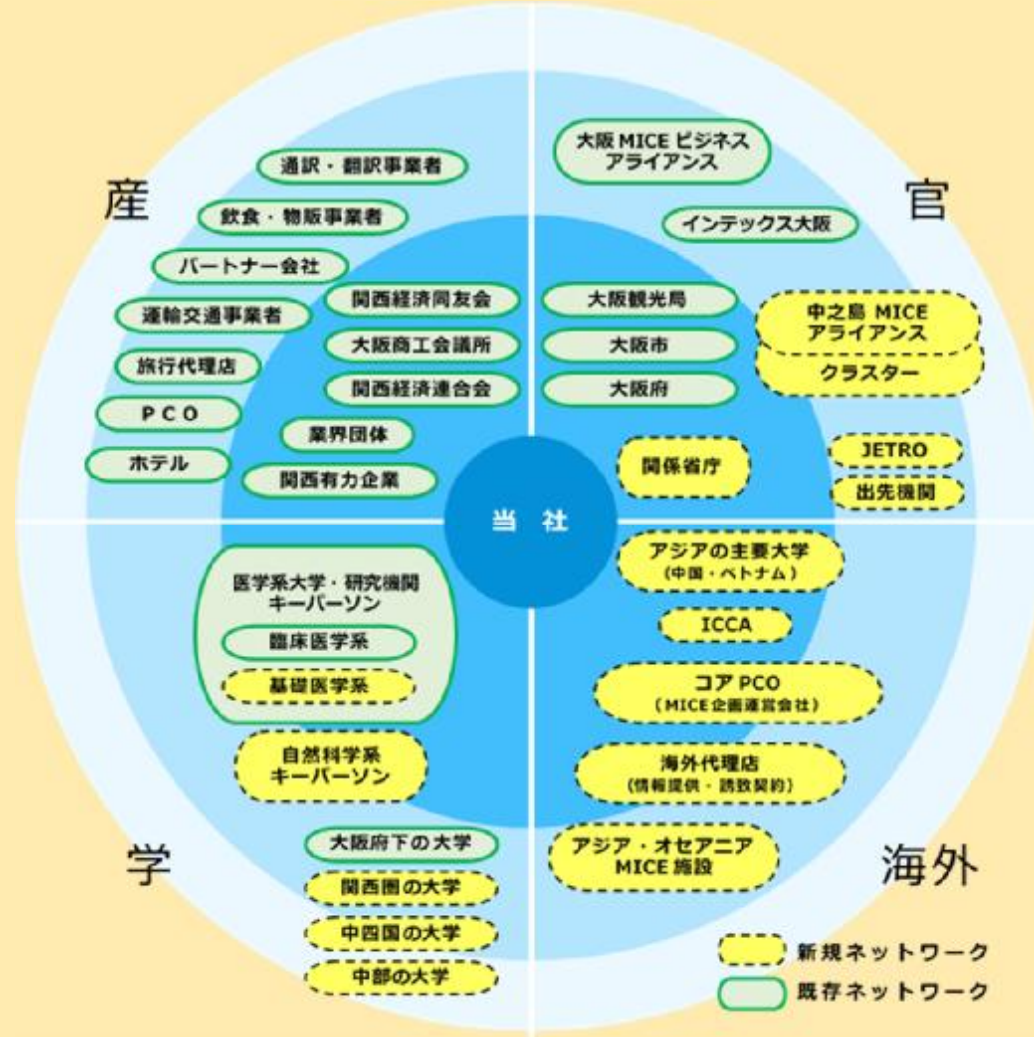 産
通訳・翻訳事業者
飲食・物販事業者
パートナー会社
運輸交通事業者
旅行代理店
PCO
ホテル
関西経済同友会
大阪商工会議所
関西経済連合会
業界団体
関西有力企業
官
大阪 MICE ビジネス
アライアンス
インテックス大阪
大阪観光局
大阪市
大阪府
中之島 MICE
アライアンス
クラスター
関係省庁
JETRO
出先機関
当 社
学
医学系大学・研究機関
キーパーソン
臨床医学系
基礎医学系
自然科学系
キーパーソン
大阪府下の大学
関西圏の大学
中四国の大学
中部の大学
海外
アジアの主要大学
(中国・ベトナム)
ICCA
コア PCO
(MICE企画運営会社)
海外代理店
(情報提供・誘致契約)
アジア・オセアニア
MICE 施設
新規ネットワーク
既存ネットワーク